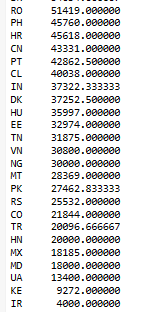 RO 51419.000000
PH 45760.000000
HR 45618.000000
CN 43331.000000
PT 42862.500000
CL 40038.000000
IN 37322.333333
DK 37252.500000
HU 35997.000000
EE 32974.000000
TN 31875.000000
VN 30800.000000
NG 30000.000000
MT 28369.000000
PK 27462.833333
RS 25532.000000
CO 21844.000000
TR 20096.666667
HN 20000.000000
MX 18185.000000
MD 18000.000000
UA 13400.000000
KE 9272.000000
IR 4000.000000